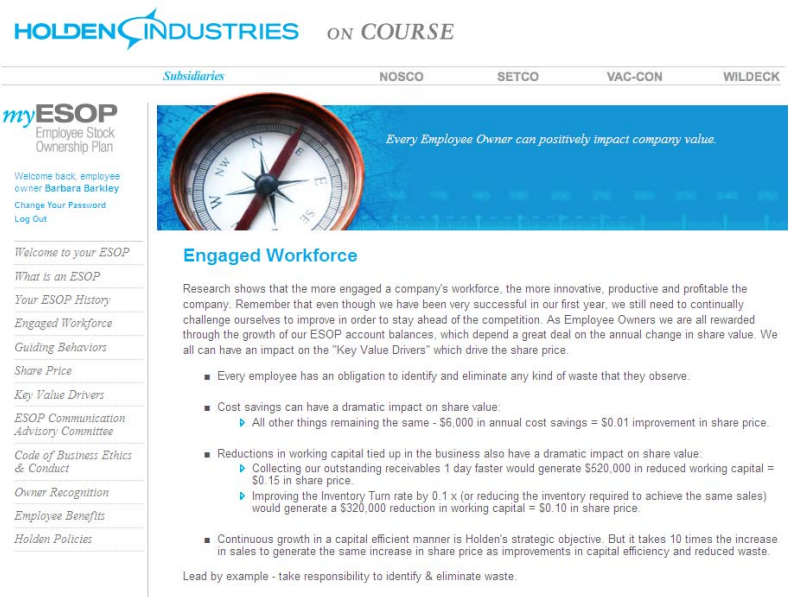 HOLDEN INDUSTRIES ON COURSE
Subsidiaries NOSCO SETCO VAC-CON WILDECK
myESOP
Employee Stock
Ownership Plan
Welcome back, employee
owner Barbara Barkley
Change Your Password
Log Out
Welcome to your ESOP
What is an ESOP
Your ESOP History
Engaged Workforce
Guiding Behaviors
Share Price
Key Value Drivers
ESOP Communication
Advisory Committee
Code of Business Ethics
& Conduct
Owner Recognition
Employee Benefits
Holden Policies
Every Employee Owner can positively impact company value.
N
NW
W
E
SE
S
Engaged Workforce
Research shows that the more engaged a company's workforce, the more innovative, productive and profitable the
company. Remember that even though we have been very successful in our first year, we still need to continually
challenge ourselves to improve in order to stay ahead of the competition. As Employee Owners we are all rewarded
through the growth of our ESOP account balances, which depend a great deal on the annual change in share value. We
all can have an impact on the "Key Value Drivers" which drive the share price.
Every employee has an obligation to identify and eliminate any kind of waste that they observe.
Cost savings can have a dramatic impact on share value:
All other things remaining the same - $6,000 in annual cost savings = $0.01 improvement in share price.
Reductions in working capital tied up in the business also have a dramatic impact on share value:
Collecting our outstanding receivables 1 day faster would generate $520,000 in reduced working capital =
$0.15 in share price.
Improving the Inventory Turn rate by 0.1 x (or reducing the inventory required to achieve the same sales)
would generate a $320,000 reduction in working capital = $0.10 in share price.
Continuous growth in a capital efficient manner is Holden's strategic objective. But it takes 10 times the increase
in sales to generate the same increase in share price as improvements in capital efficiency and reduced waste.
Lead by example - take responsibility to identify & eliminate waste.